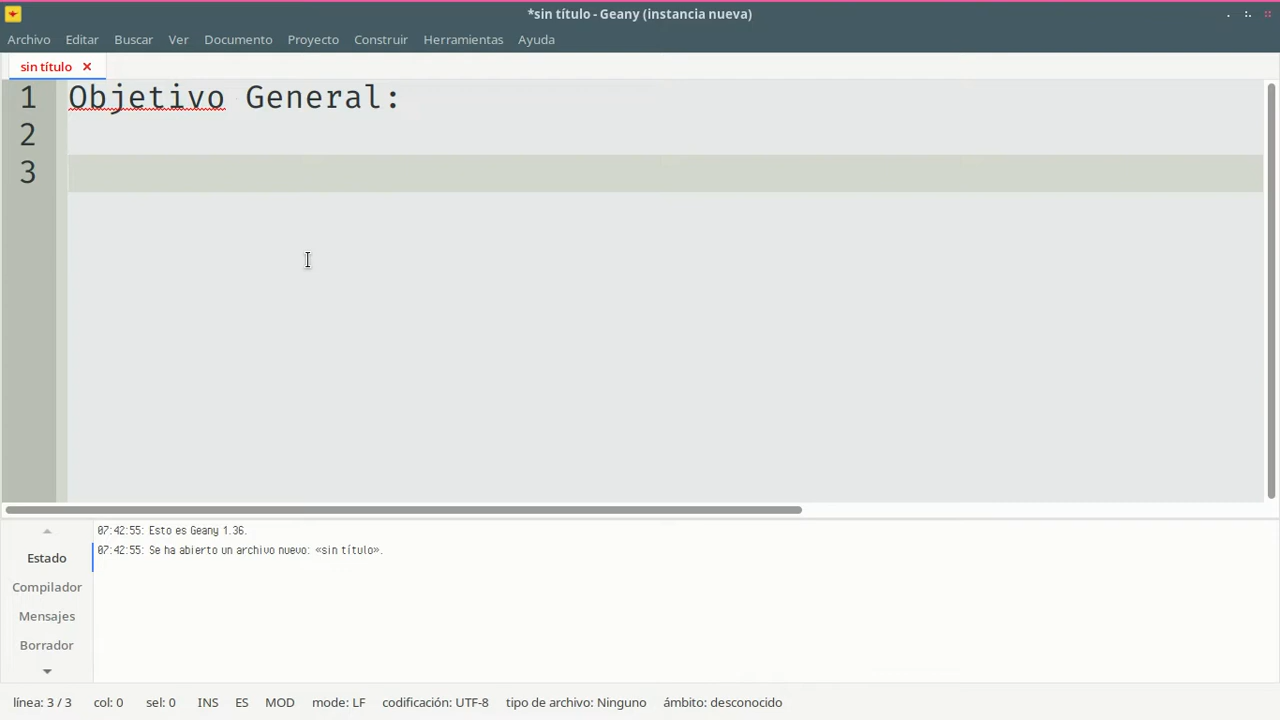 *sin título - Geany (instancia nueva)
Archivo Editar Buscar Ver Documento Proyecto Construir Herramientas Ayuda
sin título
1 Objetivo General:
2
3
07:42:55: Esto es Geany 1.36.
07:42:55: Se ha abierto un archivo nuevo: «sin título».
Estado
Compilador
Mensajes
Borrador
línea: 3 / 3 col: 0 sel: 0 INS ES MOD mode: LF codificación: UTF-8 tipo de archivo: Ninguno ámbito: desconocido